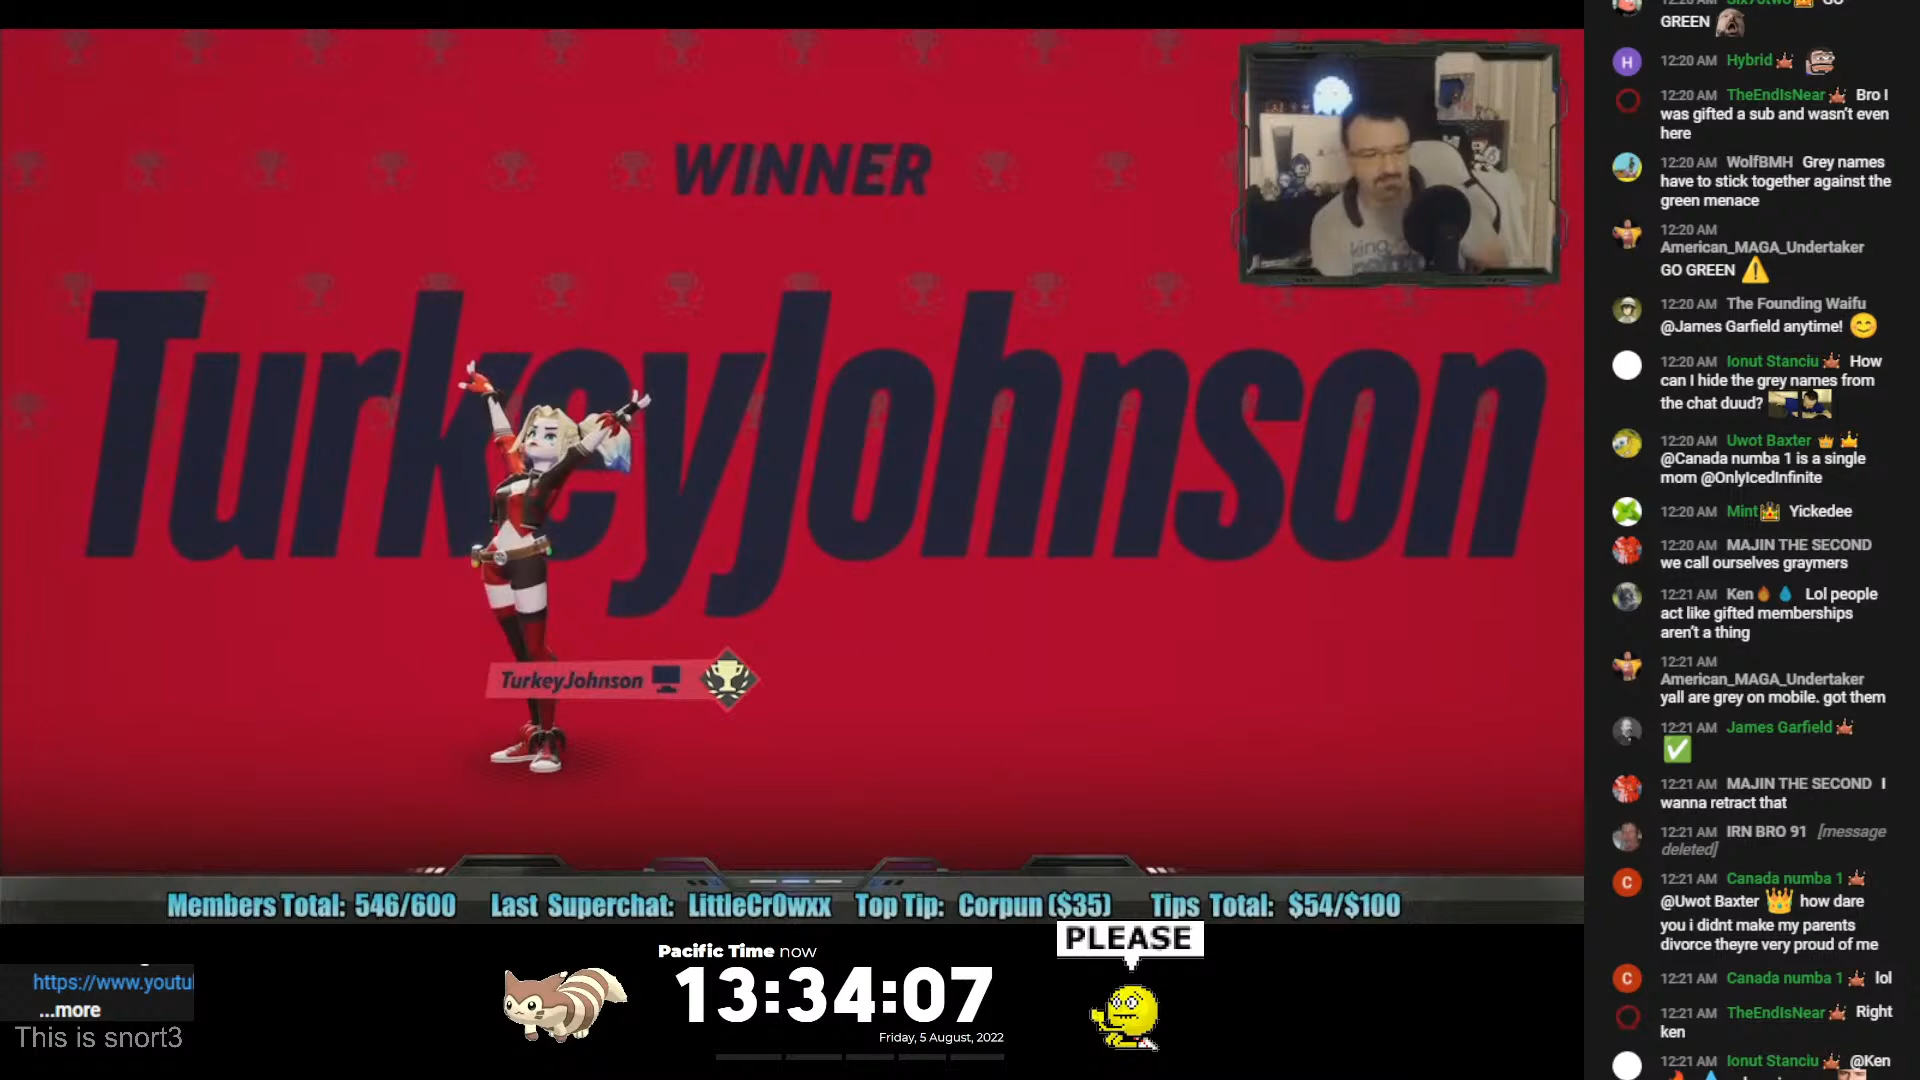 WINNER
TurkeyJohnson
TurkeyJohnson
Members Total: 546/600 Last Superchat: LittleCr0wxx Top Tip: Corpun ($35) Tips Total: $54/$100
PLEASE
Pacific Time now
13:34:07
Friday, 5 August, 2022
https://www.youtu
...more
This is snort3
GREEN
12:20 AM Hybrid
12:20 AM TheEndIsNear Bro I
was gifted a sub and wasn't even
here
12:20 AM WolfBMH Grey names
have to stick together against the
green menace
12:20 AM
American_MAGA_Undertaker
GO GREEN
12:20 AM The Founding Waifu
@James Garfield anytime!
12:20 AM Ionut Stanciu How
can I hide the grey names from
the chat duud?
12:20 AM Uwot Baxter
@Canada numba 1 is a single
mom @OnlyIcedInfinite
12:20 AM Mint Yickedee
12:20 AM MAJIN THE SECOND
we call ourselves graymers
12:21 AM Ken Lol people
act like gifted memberships
aren't a thing
12:21 AM
American_MAGA_Undertaker
yall are grey on mobile. got them
12:21 AM James Garfield
12:21 AM MAJIN THE SECOND I
wanna retract that
12:21 AM IRN BRO 91 [message
deleted]
12:21 AM Canada numba 1
@Uwot Baxter how dare
you i didnt make my parents
divorce theyre very proud of me
12:21 AM Canada numba 1 lol
12:21 AM TheEndIsNear Right
ken
12:21 AM Ionut Stanciu @Ken